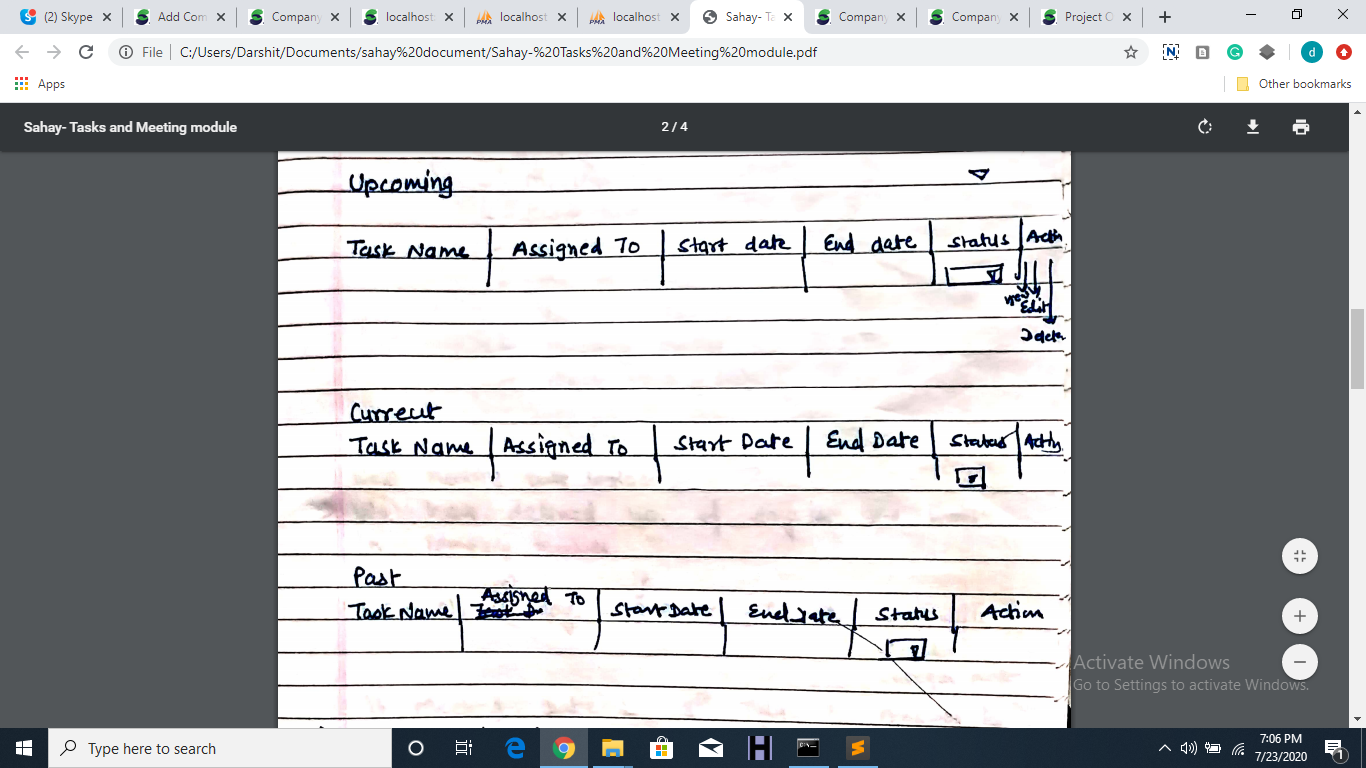 (2) Skype
Add Com
Company
localhost
localhost
localhost
Sahay- Ta
Company
Company
Project O
File
C:/Users/Darshit/Documents/sahay%20document/Sahay-%20Tasks%20and%20Meeting%20module.pdf
d
Apps
Other bookmarks
Sahay- Tasks and Meeting module
2 / 4
Upcoming
Task Name Assigned To Start date End date Status Actn
View
Edit
Delete
Current
Task Name Assigned To Start Date End Date Status
Past
Task Name Assigned To Start Date End Date Status Action
Activate Windows
Go to Settings to activate Windows.
Type here to search
7:06 PM
7/23/2020
1